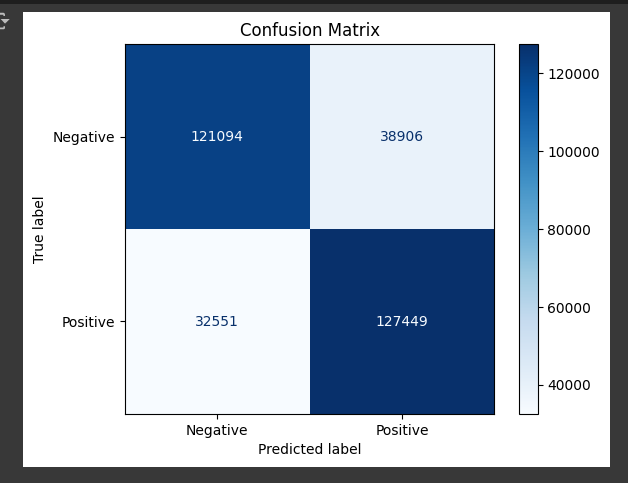 Confusion Matrix
Negative
121094
38906
120000
100000
80000
60000
40000
True label
Positive
32551
127449
Negative
Positive
Predicted label